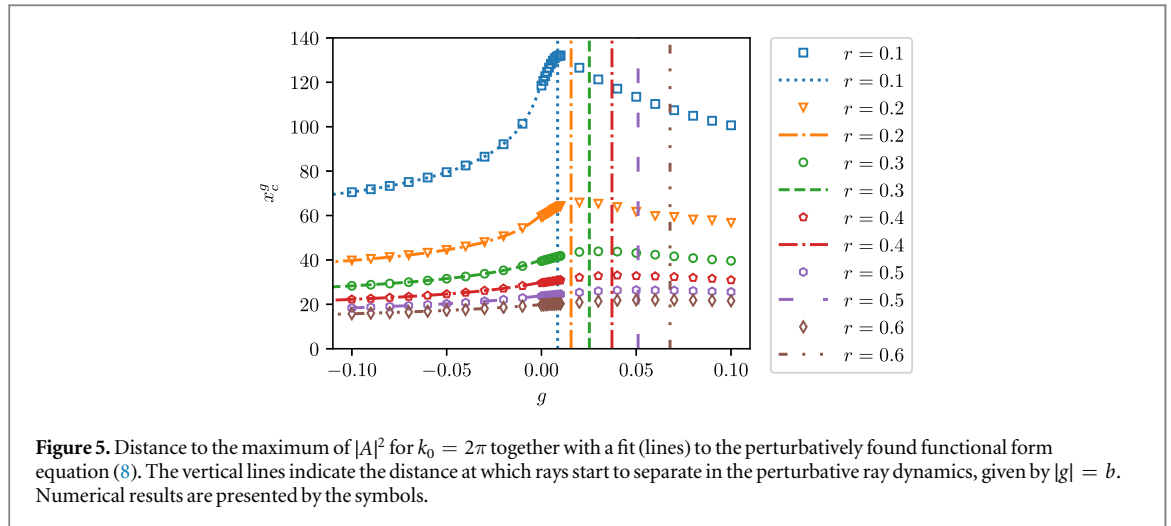 140
120
100
80
60
40
20
0
x_c^g
−0.10 −0.05 0.00 0.05 0.10
g
r = 0.1
r = 0.1
r = 0.2
r = 0.2
r = 0.3
r = 0.3
r = 0.4
r = 0.4
r = 0.5
r = 0.5
r = 0.6
r = 0.6
Figure 5. Distance to the maximum of |A|² for k₀ = 2π together with a fit (lines) to the perturbatively found functional form
equation (8). The vertical lines indicate the distance at which rays start to separate in the perturbative ray dynamics, given by |g| = b.
Numerical results are presented by the symbols.